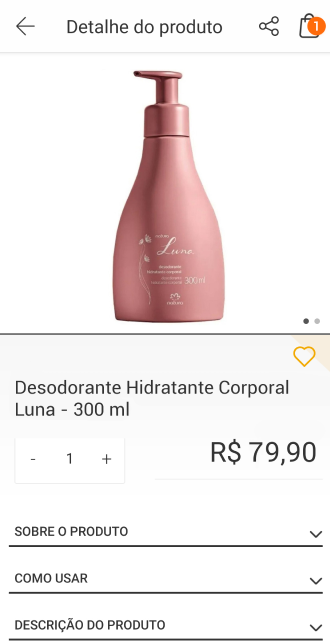 Detalhe do produto
1
Luna
300 ml
natura
Desodorante Hidratante Corporal
Luna - 300 ml
- 1 +
R$ 79,90
SOBRE O PRODUTO
COMO USAR
DESCRIÇÃO DO PRODUTO